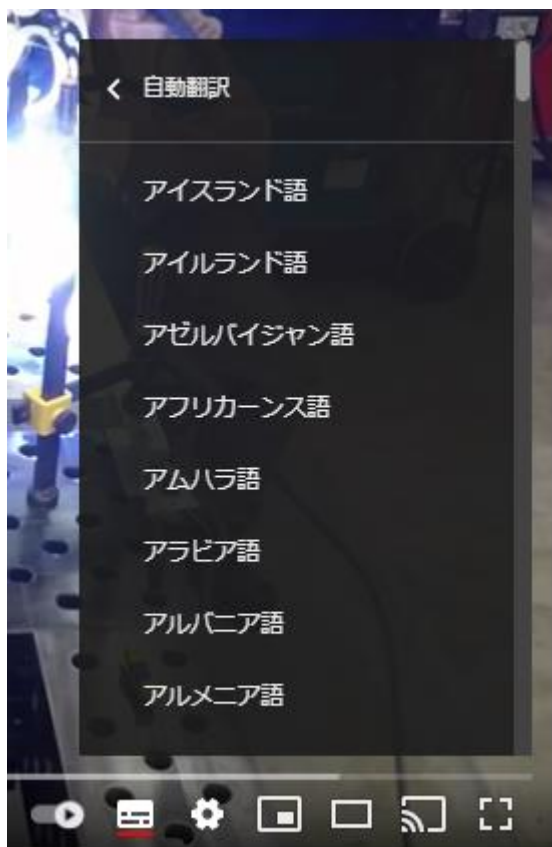 自動翻訳
アイスランド語
アイルランド語
アゼルバイジャン語
アフリカーンス語
アムハラ語
アラビア語
アルバニア語
アルメニア語